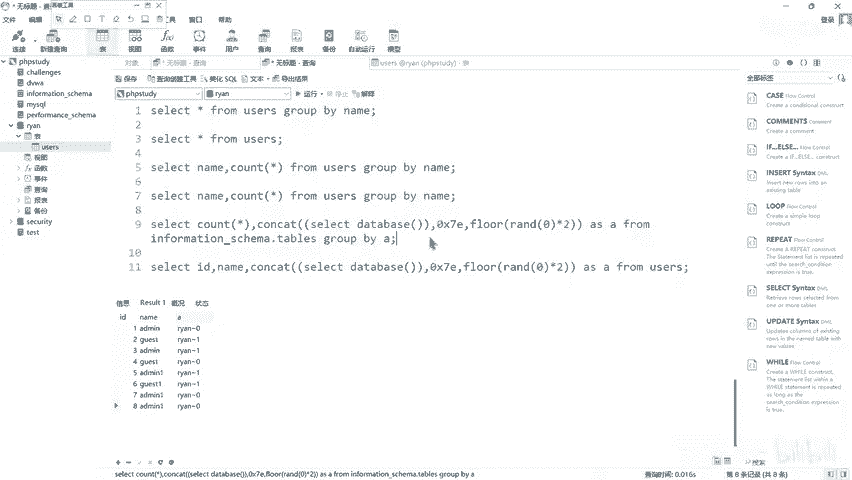 无标题 - 查询
画板工具
文件 编辑 工具 窗口 帮助
登录
连接 新建查询 表 视图 函数 事件 用户 查询 报表 备份 自动运行 模型
对象 无标题 - 查询 * 无标题 - 查询 users @ryan (phpstudy) - 表
保存 查询创建工具 美化 SQL 文本 导出结果
phpstudy ryan 运行 停止 解释
phpstudy
challenges
dvwa
information_schema
mysql
performance_schema
ryan
表
users
视图
函数
事件
查询
报表
备份
security
test
1 select * from users group by name;
2
3 select * from users;
4
5 select name,count(*) from users group by name;
6
7 select name,count(*) from users group by name;
8
9 select count(*),concat((select database()),0x7e,floor(rand(0)*2)) as a from
information_schema.tables group by a;
10
11 select id,name,concat((select database()),0x7e,floor(rand(0)*2)) as a from users;
信息 Result 1 概况 状态
id name a
1 admin ryan~0
2 guest ryan~1
3 admin ryan~1
4 guest ryan~0
5 admin1 ryan~1
6 guest1 ryan~1
7 admin1 ryan~0
8 admin1 ryan~0
全部标签
CASE Flow Control
Create a conditional construct
COMMENTS Comment
Create a comment
IF...ELSE... Flow Control
Create a IF...ELSE... construct
INSERT Syntax DML
Insert new rows into an
existing table
LOOP Flow Control
Create a simple loop
construct
REPEAT Flow Control
Create A REPEAT construct.
The Statement list is repeated
until the search_condition
expression is true.
SELECT Syntax DML
Retrieve rows selected from
one or more tables
UPDATE Syntax DML
Updates columns of existing
rows in the named table with
new values
WHILE Flow Control
Create a WHILE construct.
The statement list within a
WHILE statement is repeated
as long as the
search_condition expression
is true.
搜索
select count(*),concat((select database()),0x7e,floor(rand(0)*2)) as a from information_schema.tables group by a
查询时间: 0.016s
第 8 条记录 (共 8 条)